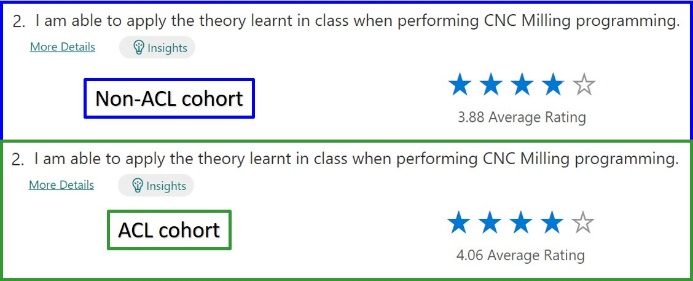 2. I am able to apply the theory learnt in class when performing CNC Milling programming.
More Details Insights
Non-ACL cohort
3.88 Average Rating
2. I am able to apply the theory learnt in class when performing CNC Milling programming.
More Details Insights
ACL cohort
4.06 Average Rating